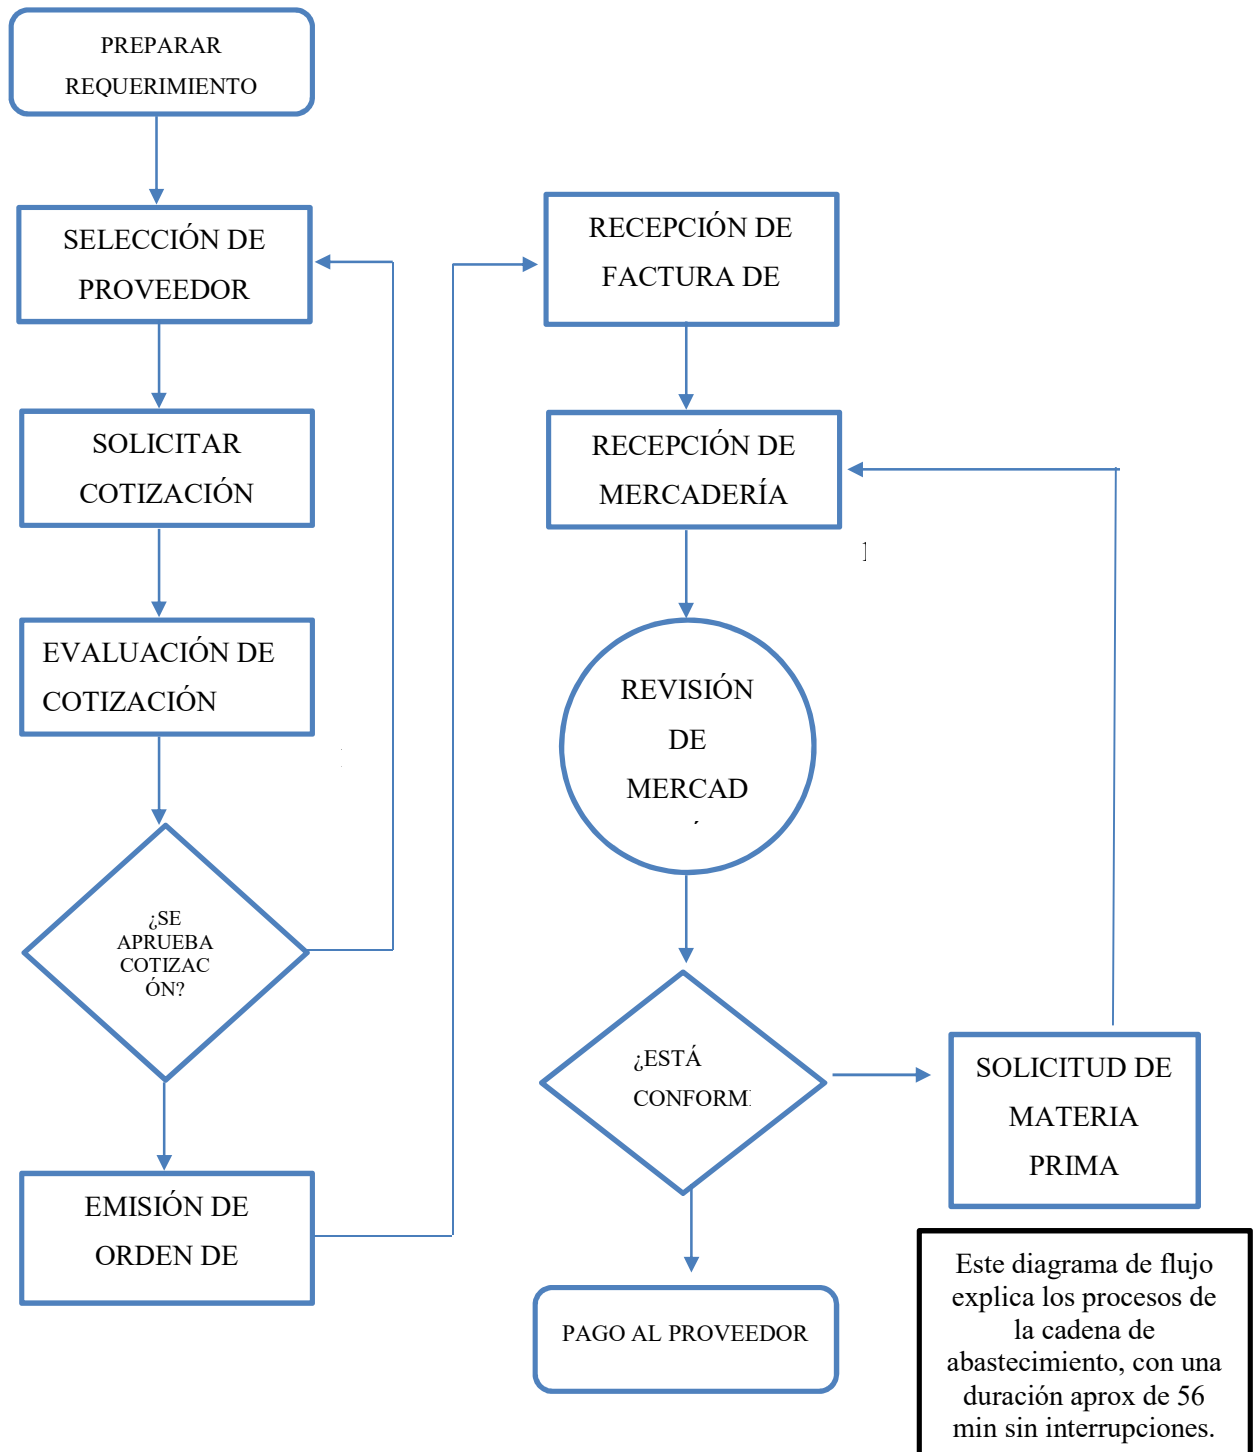 PREPARAR
REQUERIMIENTO
SELECCIÓN DE
PROVEEDOR
SOLICITAR
COTIZACIÓN
EVALUACIÓN DE
COTIZACIÓN
¿SE
APRUEBA
COTIZAC
ÓN?
EMISIÓN DE
ORDEN DE
RECEPCIÓN DE
FACTURA DE
RECEPCIÓN DE
MERCADERÍA
REVISIÓN
DE
MERCAD
¿ESTÁ
CONFORM
SOLICITUD DE
MATERIA
PRIMA
PAGO AL PROVEEDOR
Este diagrama de flujo
explica los procesos de
la cadena de
abastecimiento, con una
duración aprox de 56
min sin interrupciones.